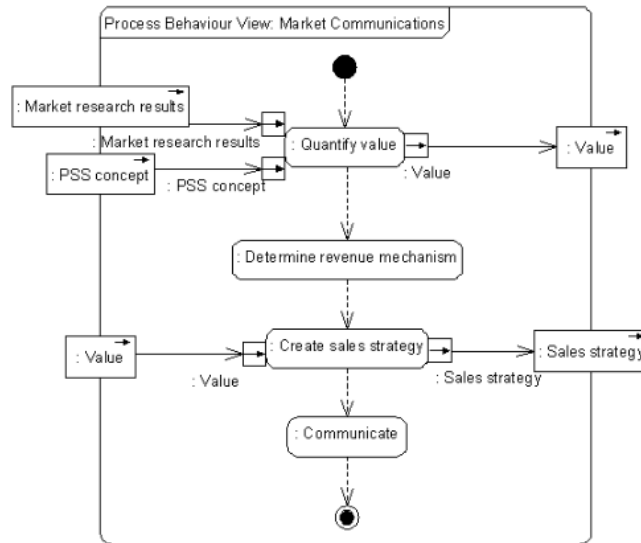 Process Behaviour View: Market Communications
: Market research results
: Market research results
: Quantify value
: Value
: PSS concept
: PSS concept
: Value
: Determine revenue mechanism
: Value
: Create sales strategy
: Sales strategy
: Value
: Sales strategy
: Communicate